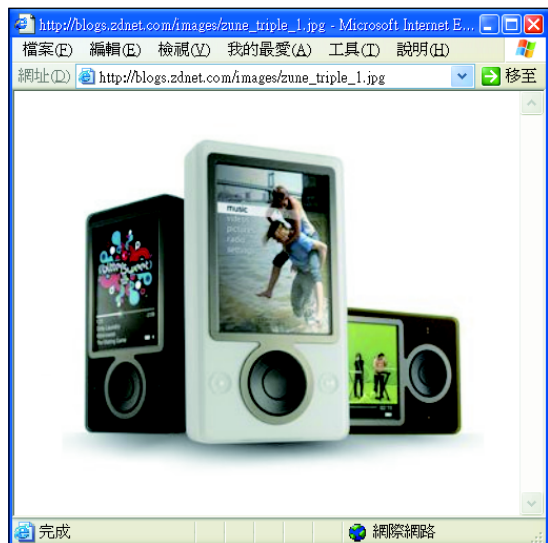 http://blogs.zdnet.com/images/zune_triple_1.jpg - Microsoft Internet E...
檔案(F) 編輯(E) 檢視(V) 我的最愛(A) 工具(T) 說明(H)
網址(D) http://blogs.zdnet.com/images/zune_triple_1.jpg 移至
music
videos
pictures
radio
settings
完成 網際網路